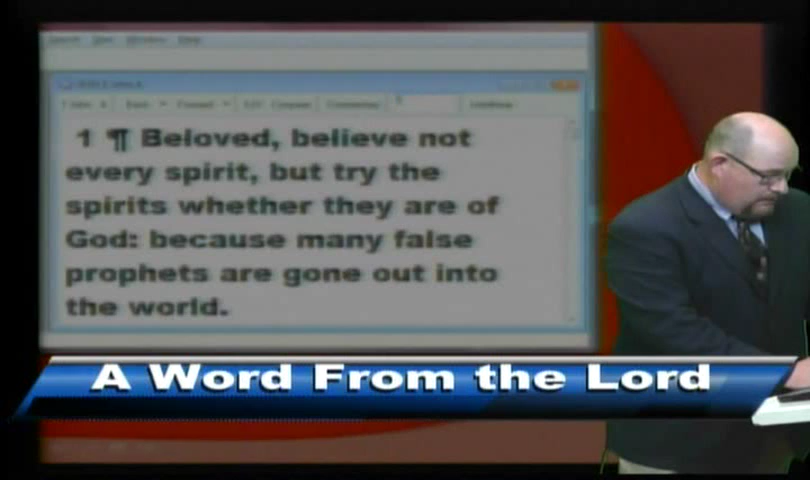 1 ¶ Beloved, believe not
every spirit, but try the
spirits whether they are of
God: because many false
prophets are gone out into
the world.
A Word From the Lord